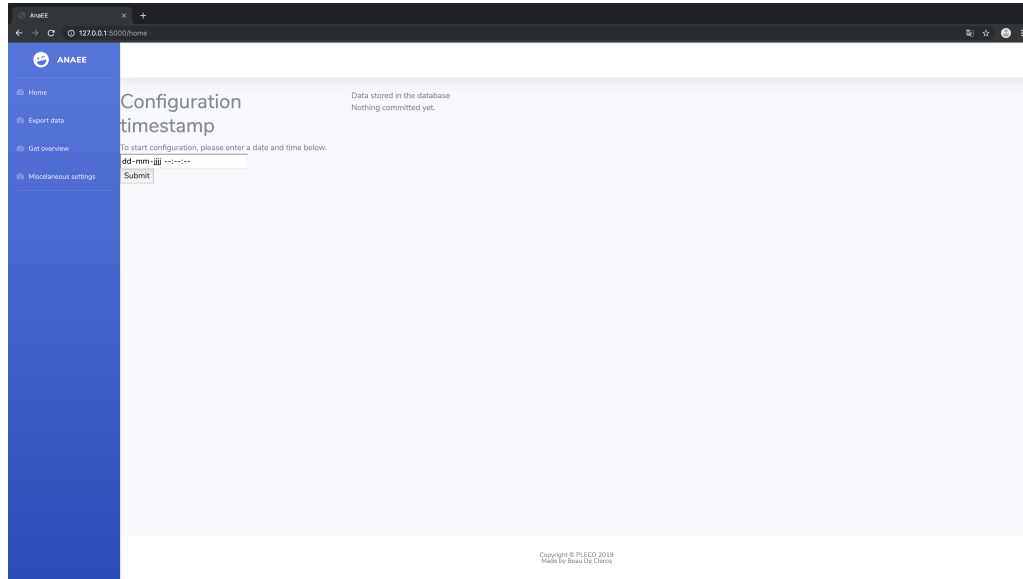 AnaEE
127.0.0.1:5000/home
ANAEE
Home
Export data
Get overview
Miscelaneous settings
Configuration
timestamp
To start configuration, please enter a date and time below.
dd-mm-jjjj --:--:--
Submit
Data stored in the database
Nothing committed yet.
Copyright © PLECO 2019
Made by Beau De Clercq